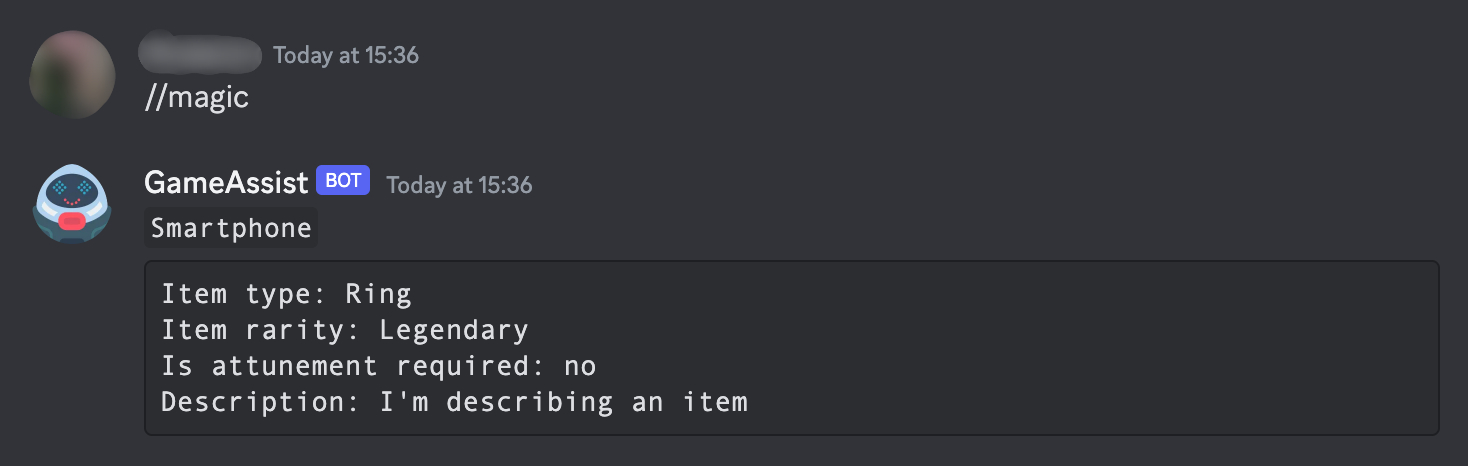 Today at 15:36
//magic
GameAssist BOT Today at 15:36
Smartphone
Item type: Ring
Item rarity: Legendary
Is attunement required: no
Description: I'm describing an item